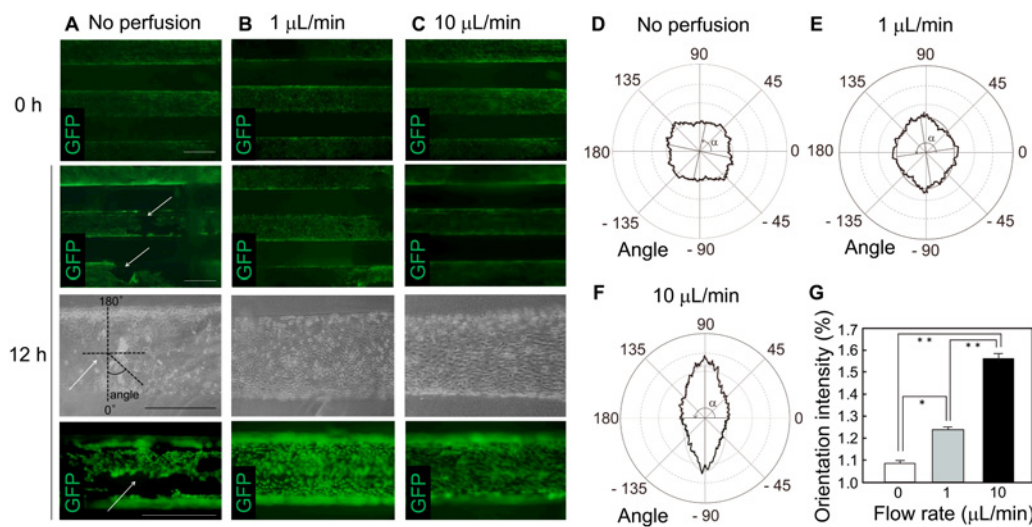 A No perfusion
B 1 μL/min
C 10 μL/min
0 h
GFP
GFP
GFP
GFP
GFP
GFP
12 h
180°
angle
0°
GFP
GFP
GFP
D No perfusion
90
135
45
180
0
α
- 135
- 45
Angle
- 90
E 1 μL/min
90
135
45
180
0
α
- 135
- 45
- 90
F 10 μL/min
90
135
45
180
0
α
- 135
- 45
Angle
- 90
G
Orientation intensity (%)
1.7
1.6
1.5
1.4
1.3
1.2
1.1
1.0
**
**
*
0 1 10
Flow rate (μL/min)